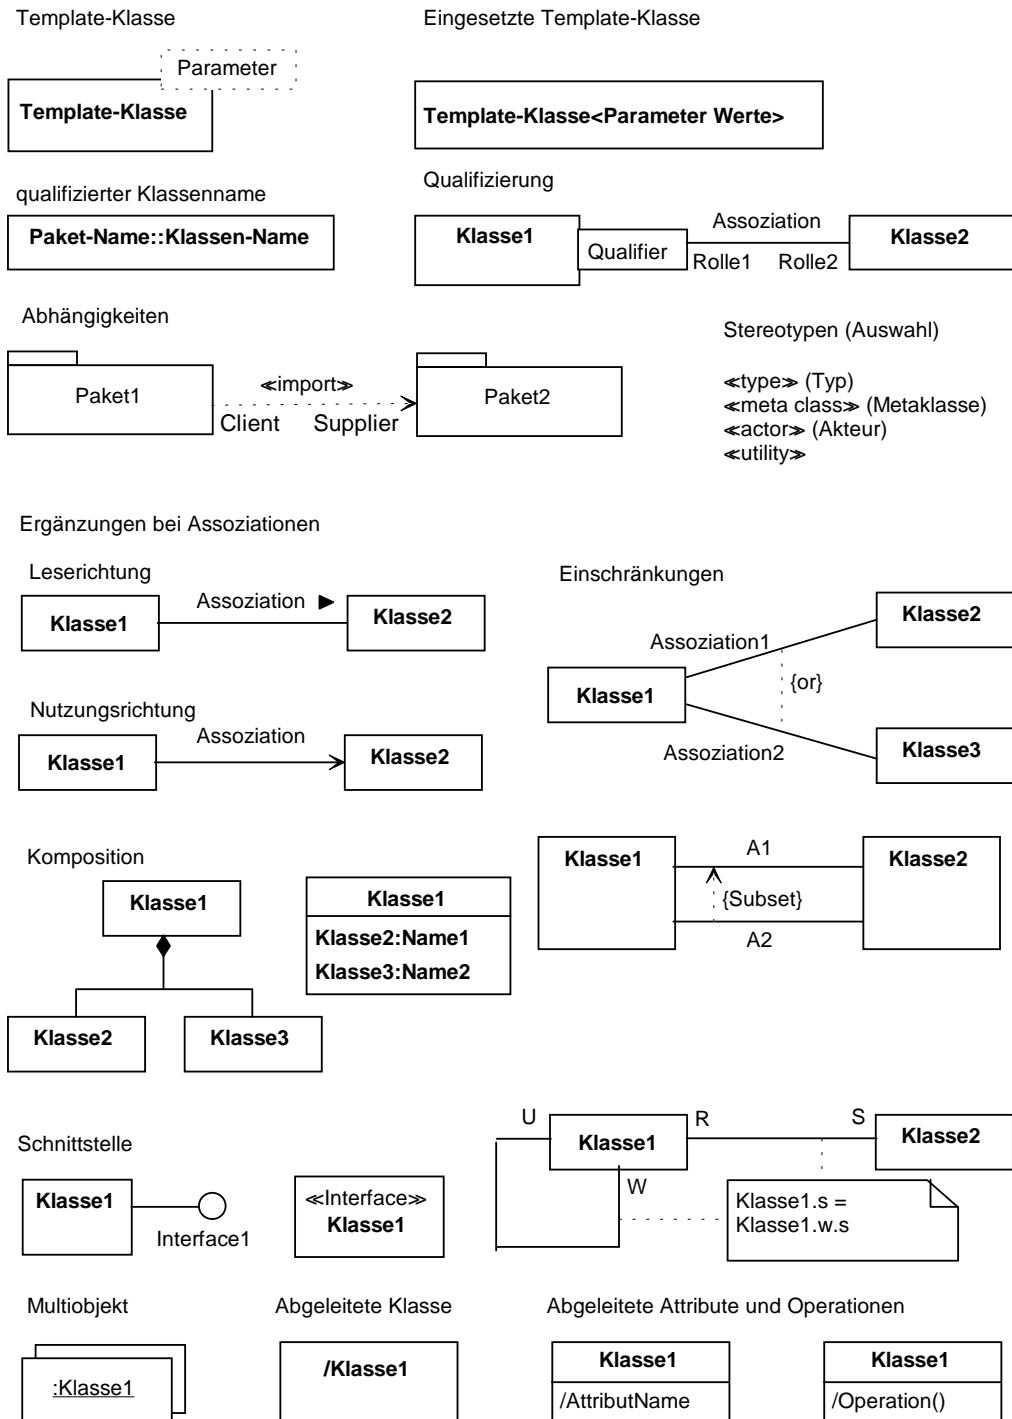 Template-Klasse
Eingesetzte Template-Klasse
Parameter
Template-Klasse
Template-Klasse<Parameter Werte>
qualifizierter Klassenname
Qualifizierung
Paket-Name::Klassen-Name
Klasse1
Qualifier
Assoziation
Rolle1
Rolle2
Klasse2
Abhängigkeiten
Stereotypen (Auswahl)
Paket1
≪import≫
Client
Supplier
Paket2
≪type≫ (Typ)
≪meta class≫ (Metaklasse)
≪actor≫ (Akteur)
≪utility≫
Ergänzungen bei Assoziationen
Leserichtung
Klasse1
Assoziation ▶
Klasse2
Einschränkungen
Klasse1
Assoziation1
{or}
Assoziation2
Klasse2
Klasse3
Nutzungsrichtung
Klasse1
Assoziation
Klasse2
Komposition
Klasse1
Klasse2
Klasse3
Klasse1
Klasse2:Name1
Klasse3:Name2
Klasse1
A1
{Subset}
A2
Klasse2
Schnittstelle
Klasse1
Interface1
≪Interface≫
Klasse1
U
Klasse1
R
S
Klasse2
W
Klasse1.s =
Klasse1.w.s
Multiobjekt
:Klasse1
Abgeleitete Klasse
/Klasse1
Abgeleitete Attribute und Operationen
Klasse1
/AttributName
Klasse1
/Operation()